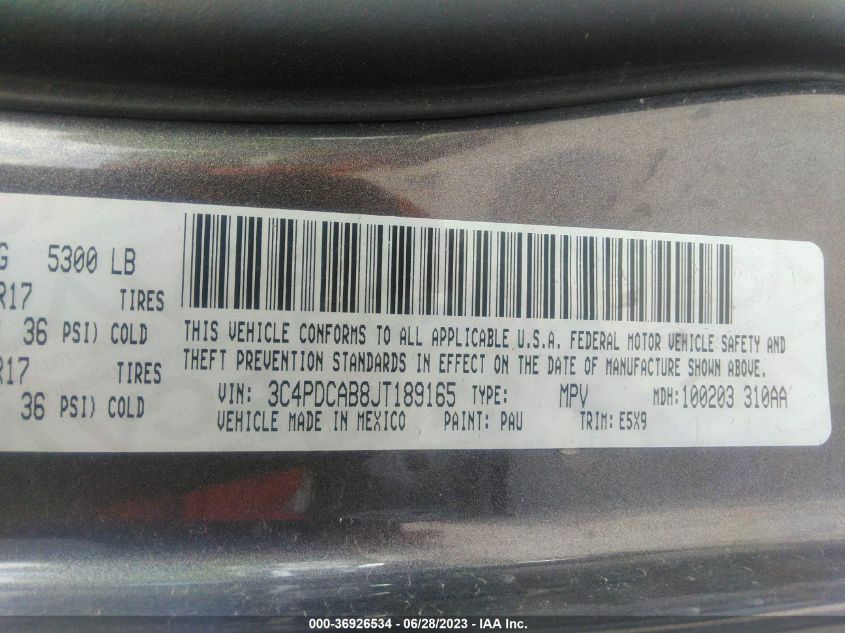 G 5300 LB
R17 TIRES
36 PSI) COLD
R17 TIRES
36 PSI) COLD
THIS VEHICLE CONFORMS TO ALL APPLICABLE U.S.A. FEDERAL MOTOR VEHICLE SAFETY AND
THEFT PREVENTION STANDARDS IN EFFECT ON THE DATE OF MANUFACTURE SHOWN ABOVE.
VIN: 3C4PDCAB8JT189165 TYPE: MPV MDH:100203 310AA
VEHICLE MADE IN MEXICO PAINT: PAU TRIM: E5X9
000-36926534 - 06/28/2023 - IAA Inc.